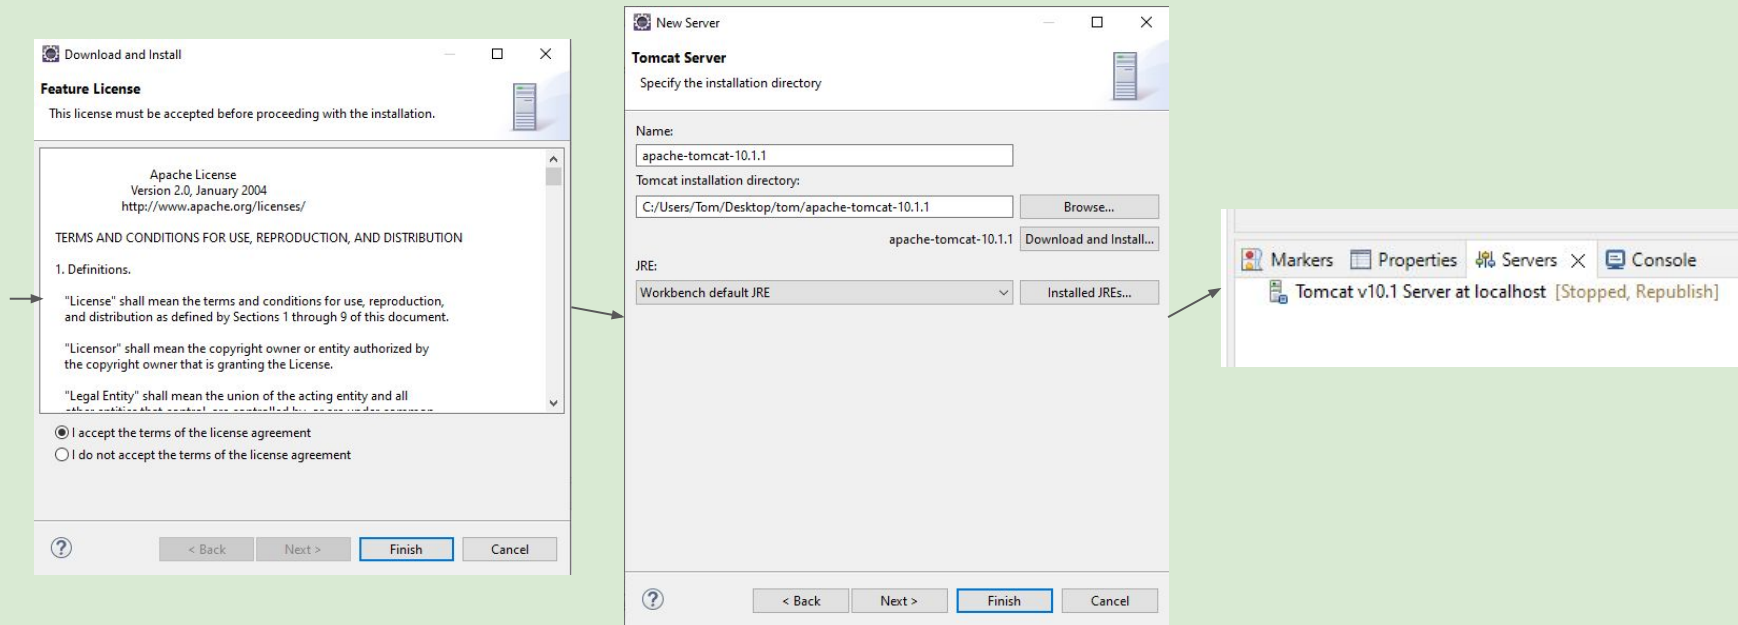 Download and Install
Feature License
This license must be accepted before proceeding with the installation.
Apache License
Version 2.0, January 2004
http://www.apache.org/licenses/
TERMS AND CONDITIONS FOR USE, REPRODUCTION, AND DISTRIBUTION
1. Definitions.
"License" shall mean the terms and conditions for use, reproduction,
and distribution as defined by Sections 1 through 9 of this document.
"Licensor" shall mean the copyright owner or entity authorized by
the copyright owner that is granting the License.
"Legal Entity" shall mean the union of the acting entity and all
I accept the terms of the license agreement
I do not accept the terms of the license agreement
? < Back Next > Finish Cancel
New Server
Tomcat Server
Specify the installation directory
Name:
apache-tomcat-10.1.1
Tomcat installation directory:
C:/Users/Tom/Desktop/tom/apache-tomcat-10.1.1 Browse...
apache-tomcat-10.1.1 Download and Install...
JRE:
Workbench default JRE Installed JREs...
? < Back Next > Finish Cancel
Markers Properties Servers Console
Tomcat v10.1 Server at localhost [Stopped, Republish]